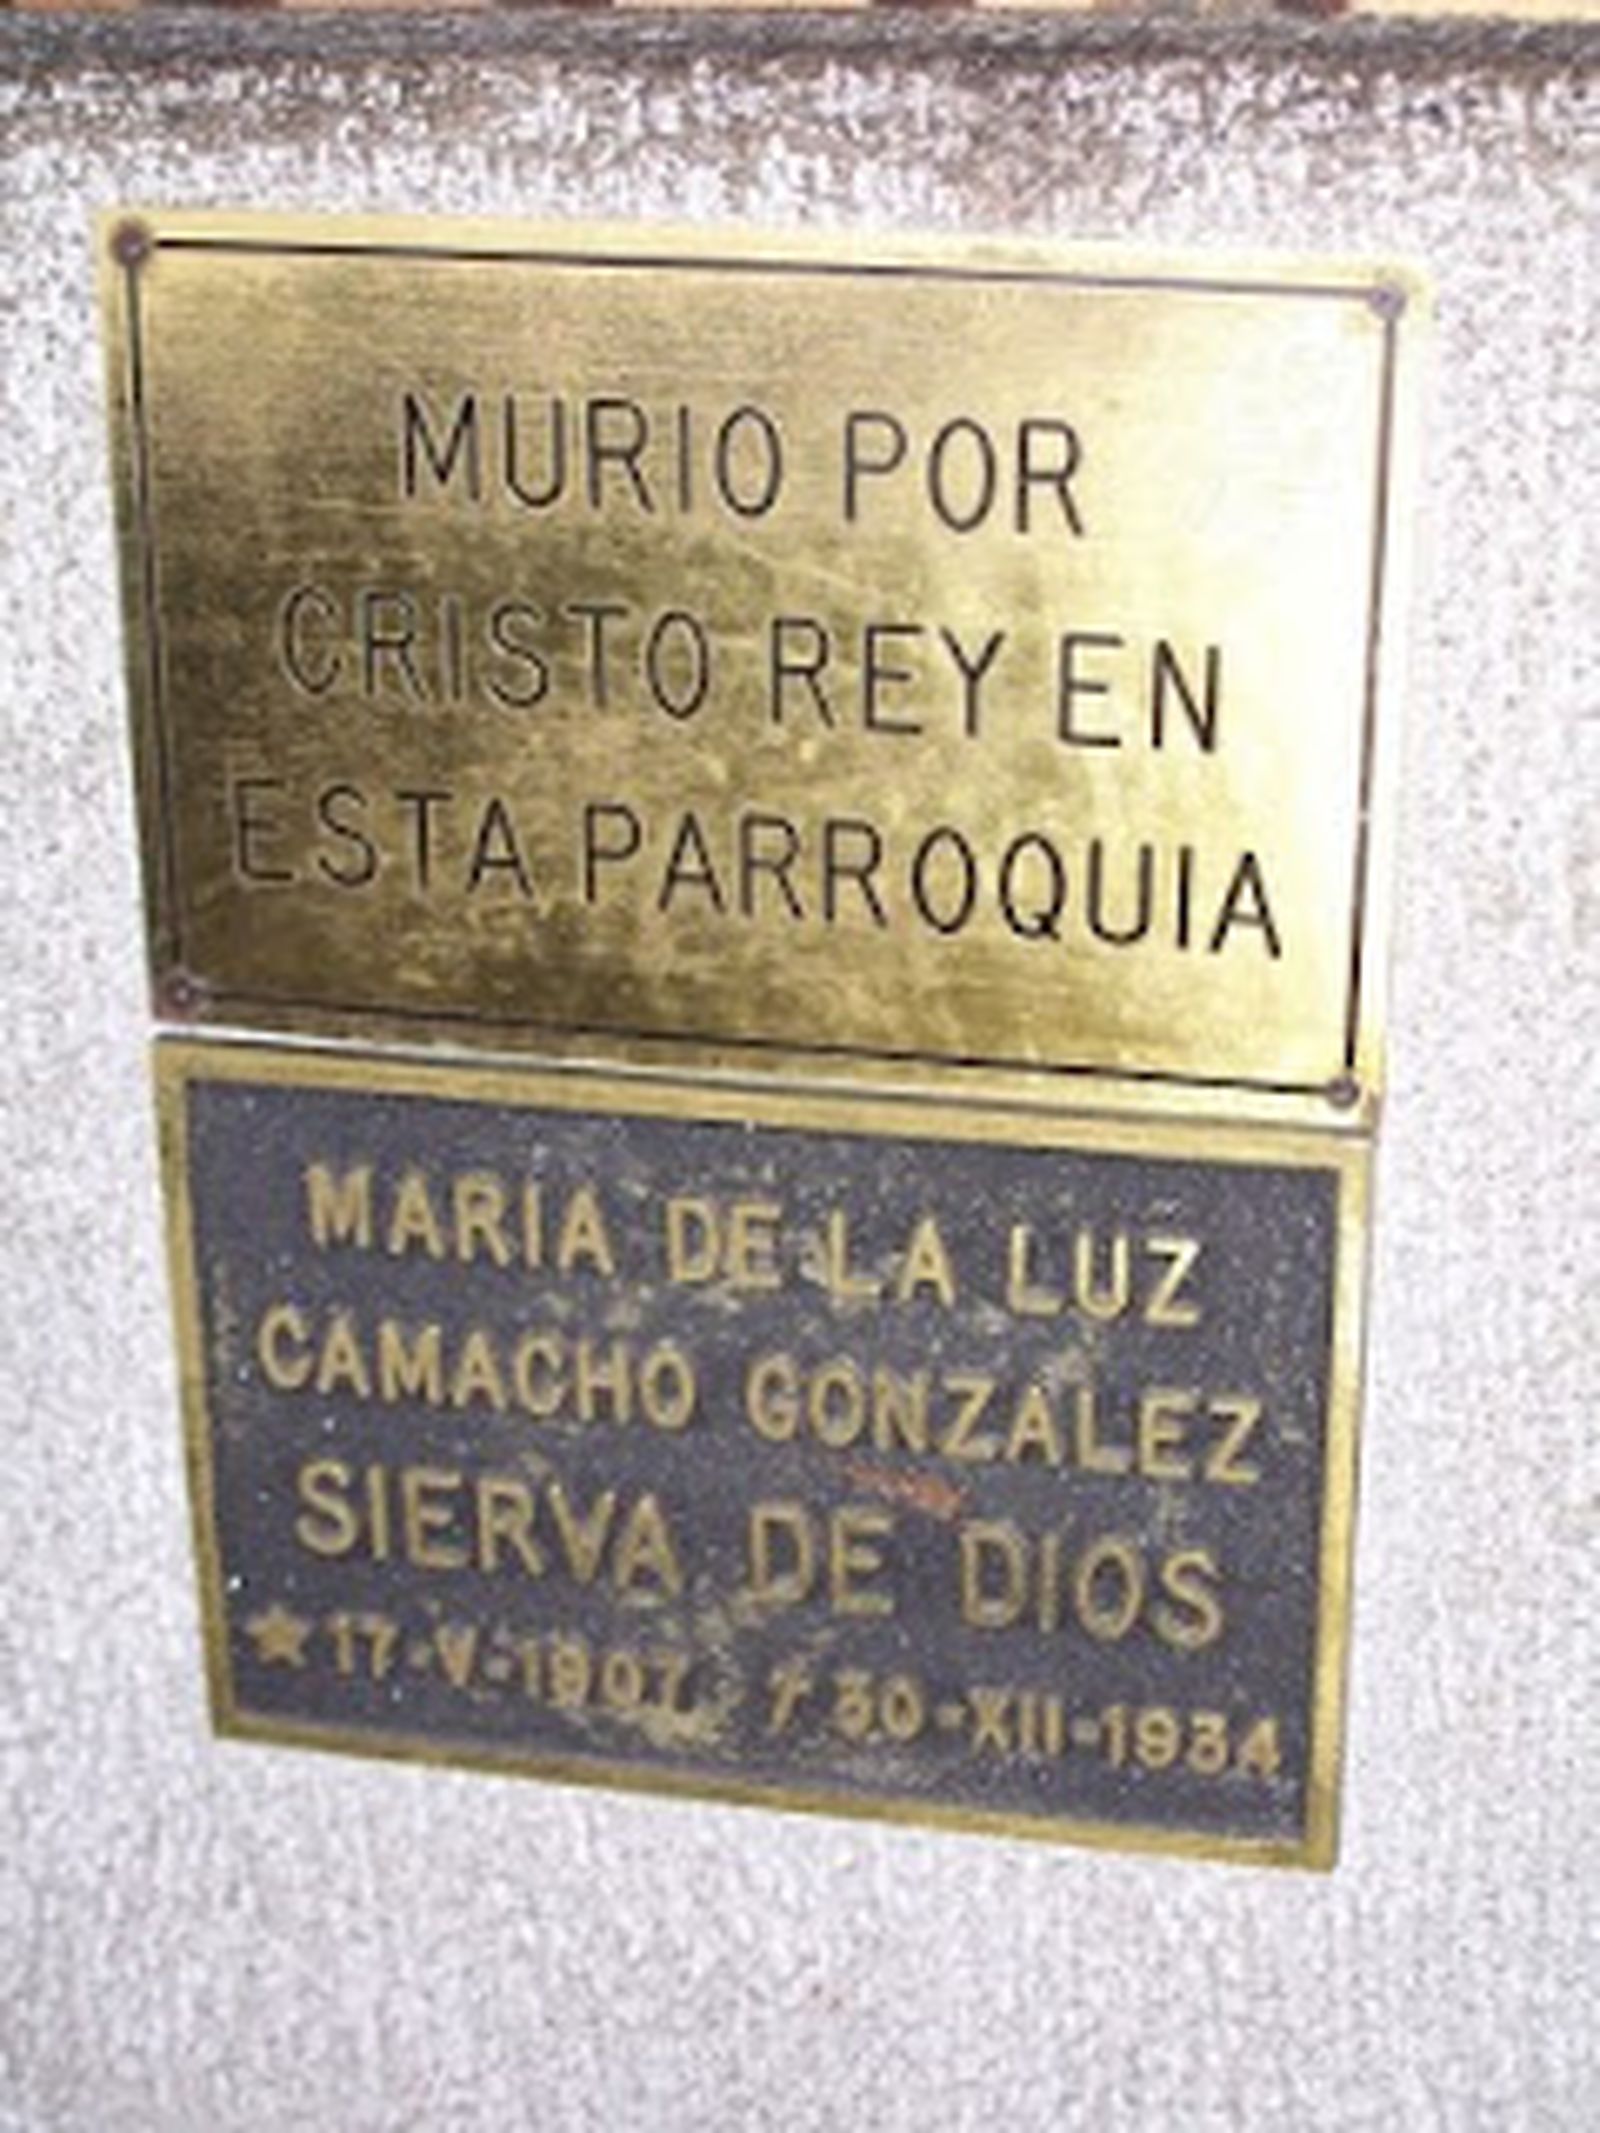 MURIO POR
CRISTO REY EN
ESTA PARROQUIA
MARIA DE LA LUZ
CAMACHO GONZALEZ
SIERVA DE DIOS
★17-V-1907 † 30-XII-1934